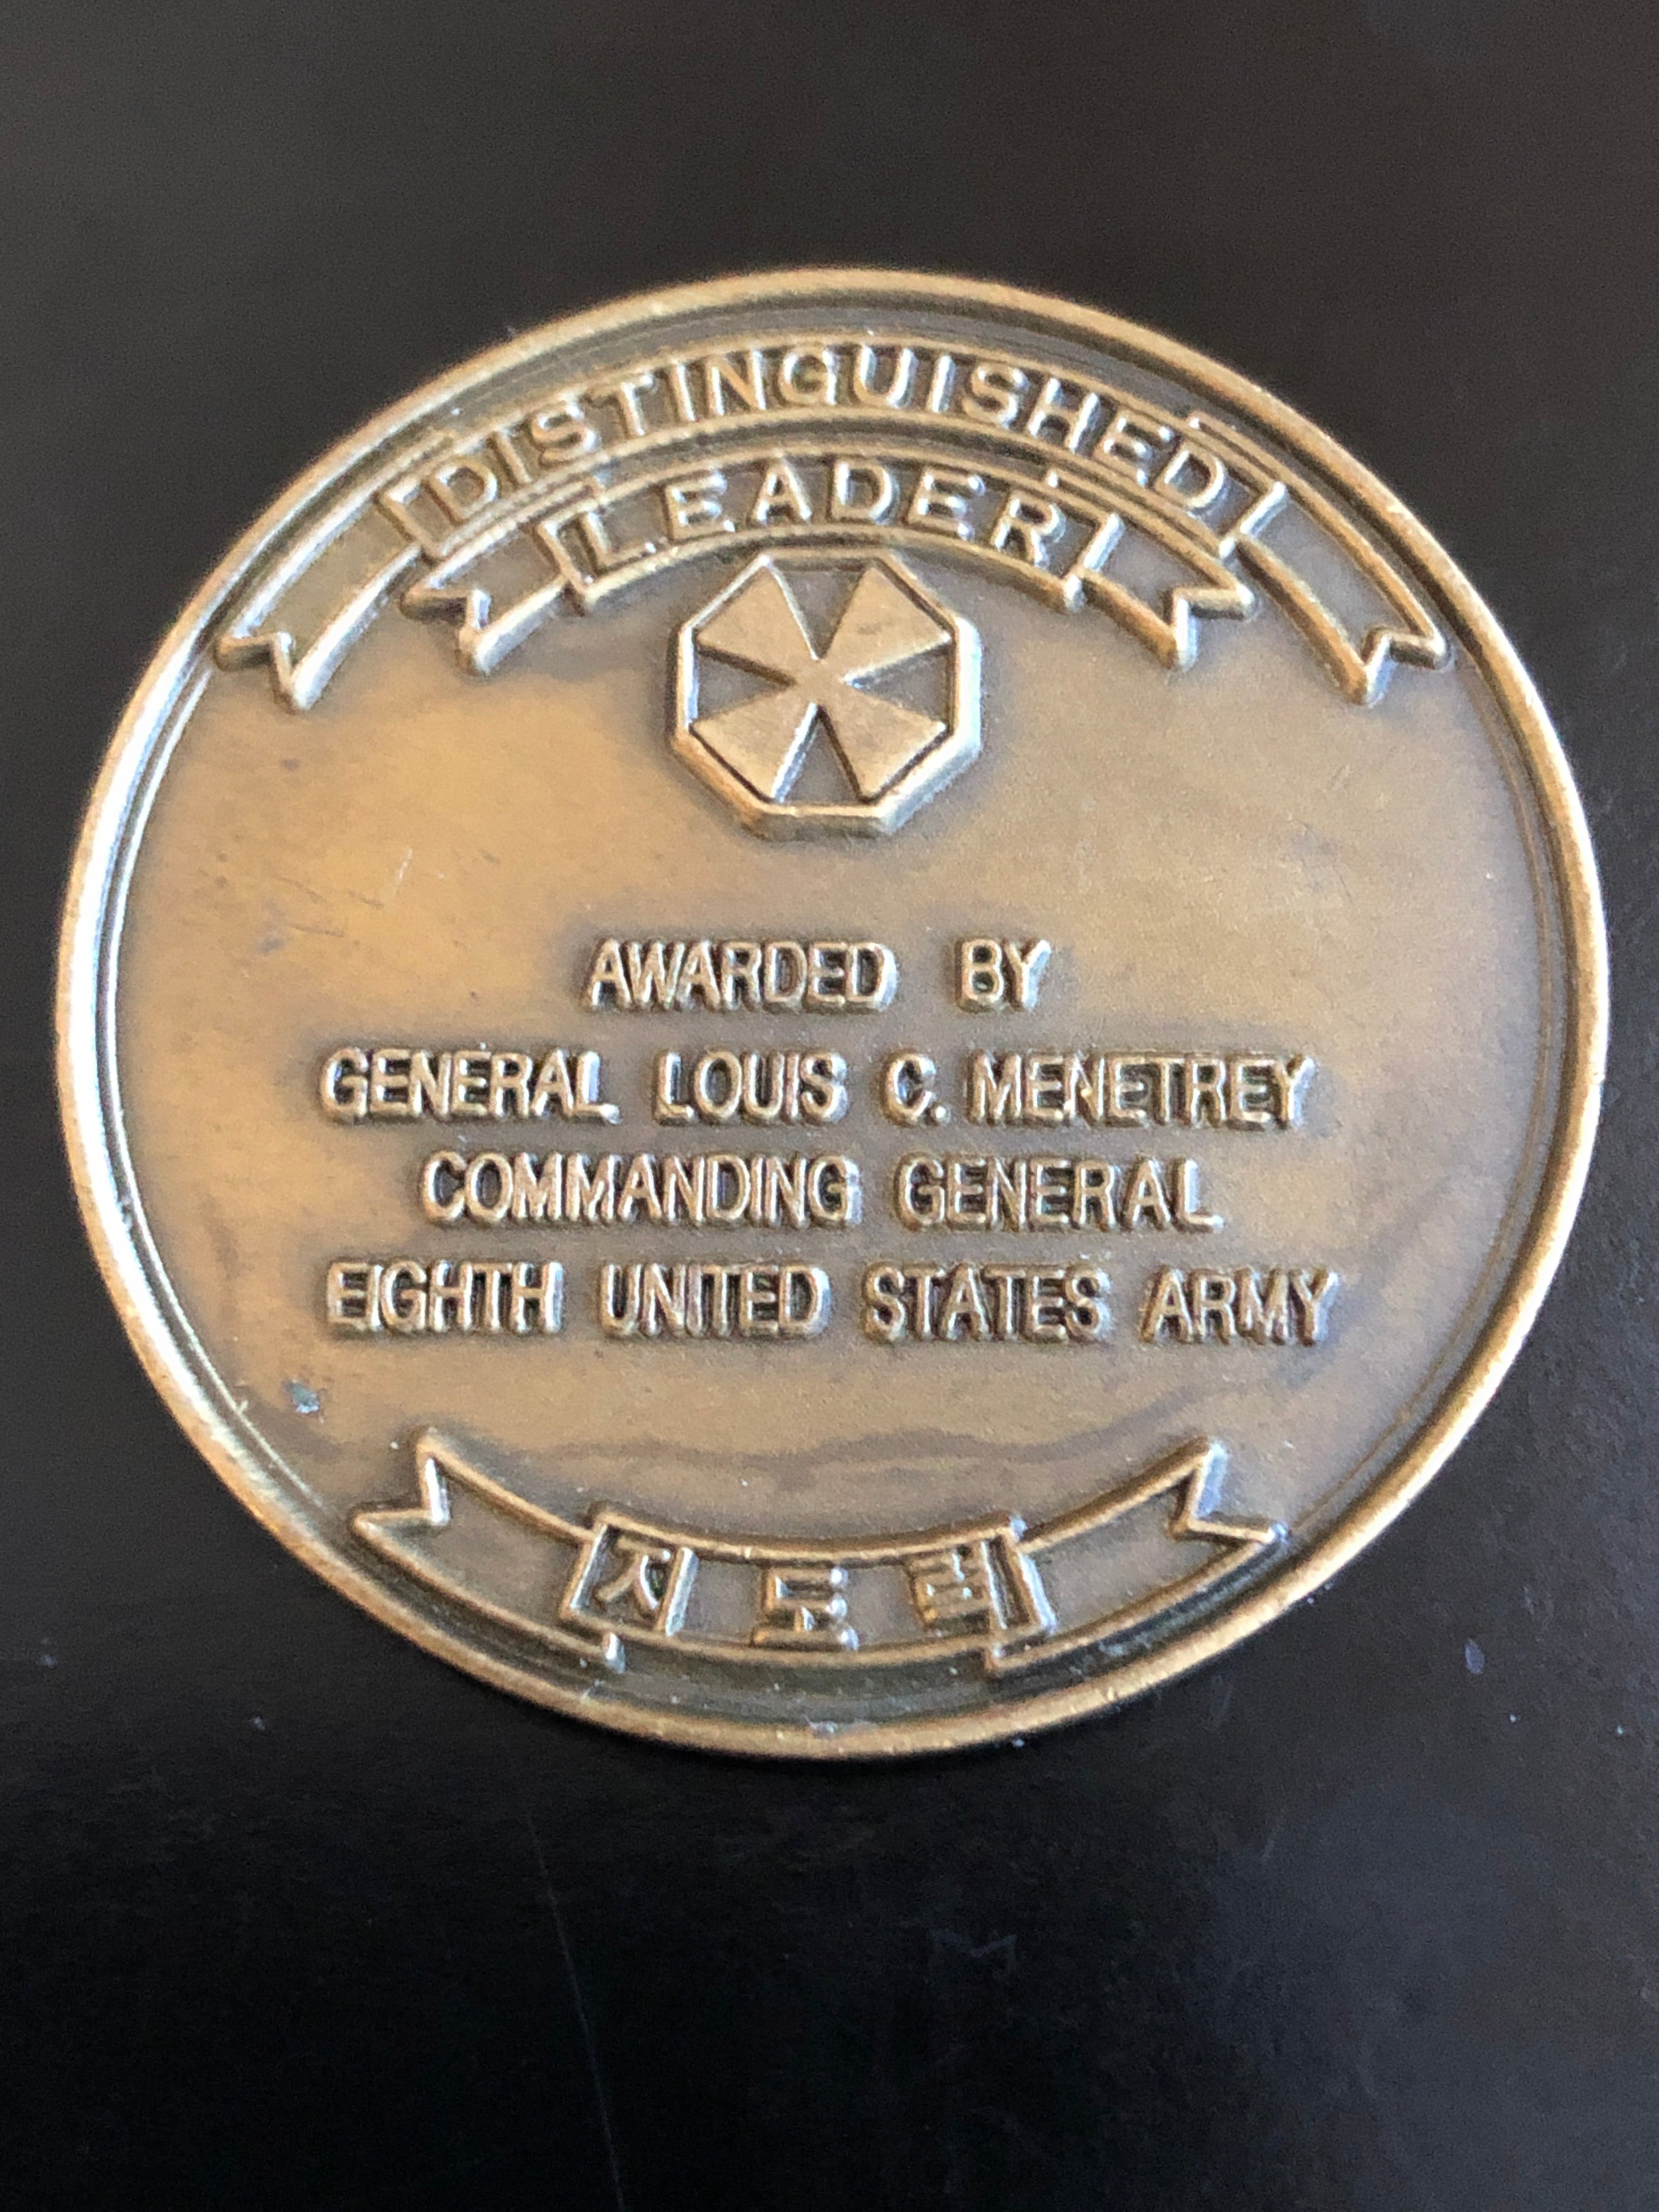 DISTINGUISHED
LEADER
AWARDED BY
GENERAL LOUIS C. MENETREY
COMMANDING GENERAL
EIGHTH UNITED STATES ARMY
지도력